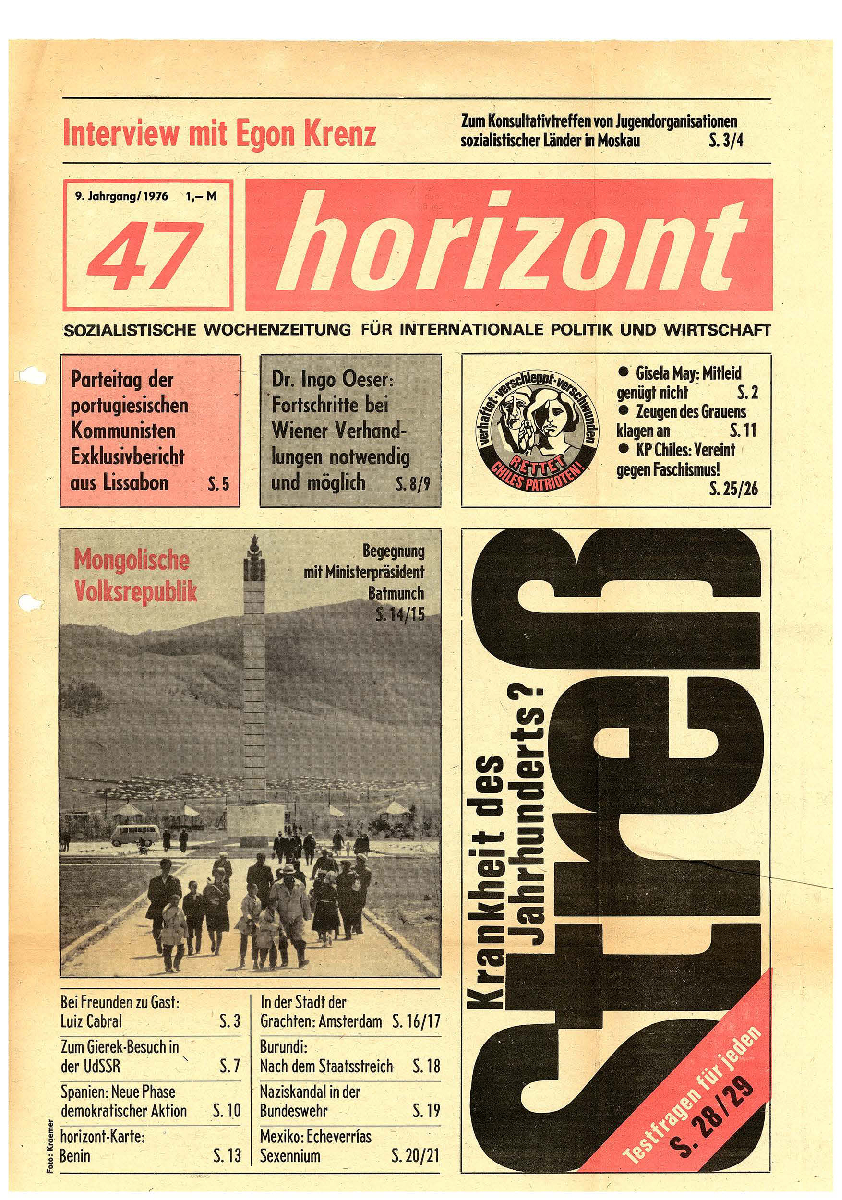 Interview mit Egon Krenz
Zum Konsultativtreffen von Jugendorganisationen
sozialistischer Länder in Moskau S. 3/4
9. Jahrgang/1976 1,– M
47
horizont
SOZIALISTISCHE WOCHENZEITUNG FÜR INTERNATIONALE POLITIK UND WIRTSCHAFT
Parteitag der
portugiesischen
Kommunisten
Exklusivbericht
aus Lissabon S. 5
Dr. Ingo Oeser:
Fortschritte bei
Wiener Verhand-
lungen notwendig
und möglich S. 8/9
verhaftet·verschleppt·verschwunden
RETTET
CHILES PATRIOTEN!
● Gisela May: Mitleid
genügt nicht S. 2
● Zeugen des Grauens
klagen an S. 11
● KP Chiles: Vereint
gegen Faschismus!
S. 25/26
Mongolische
Volksrepublik
Begegnung
mit Ministerpräsident
Batmunch
S. 14/15
Streß
Krankheit des
Jahrhunderts?
Testfragen für jeden
S. 28/29
Bei Freunden zu Gast:
Luiz Cabral S. 3
Zum Gierek-Besuch in
der UdSSR S. 7
Spanien: Neue Phase
demokratischer Aktion S. 10
horizont-Karte:
Benin S. 13
In der Stadt der
Grachten: Amsterdam S. 16/17
Burundi:
Nach dem Staatsstreich S. 18
Naziskandal in der
Bundeswehr S. 19
Mexiko: Echeverrías
Sexennium S. 20/21
Foto: Kraemer